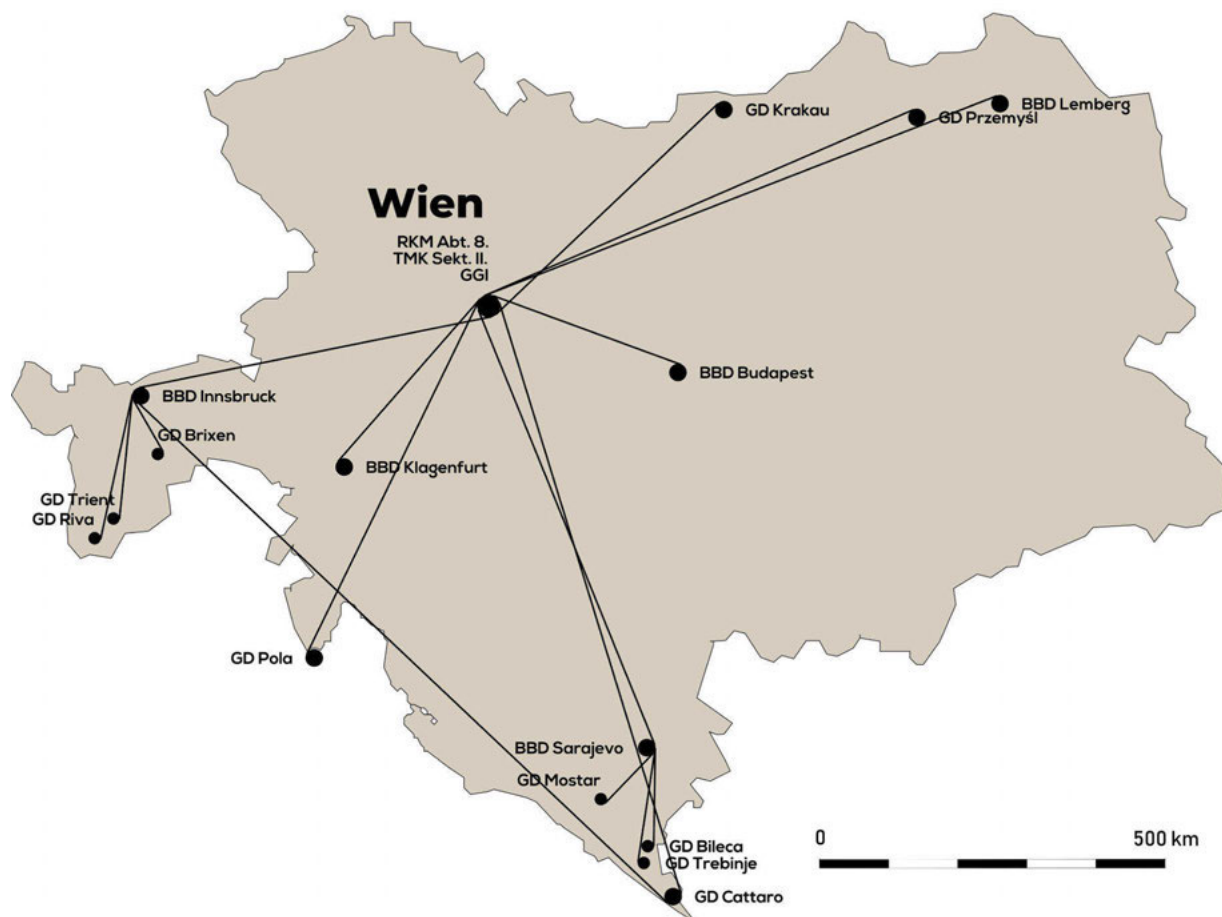 GD Krakau
BBD Lemberg
GD Przemyśl
Wien
RKM Abt. 8.
TMK Sekt. II.
GGI
BBD Budapest
BBD Innsbruck
GD Brixen
BBD Klagenfurt
GD Trient
GD Riva
GD Pola
BBD Sarajevo
GD Mostar
GD Bileca
GD Trebinje
GD Cattaro
0 500 km